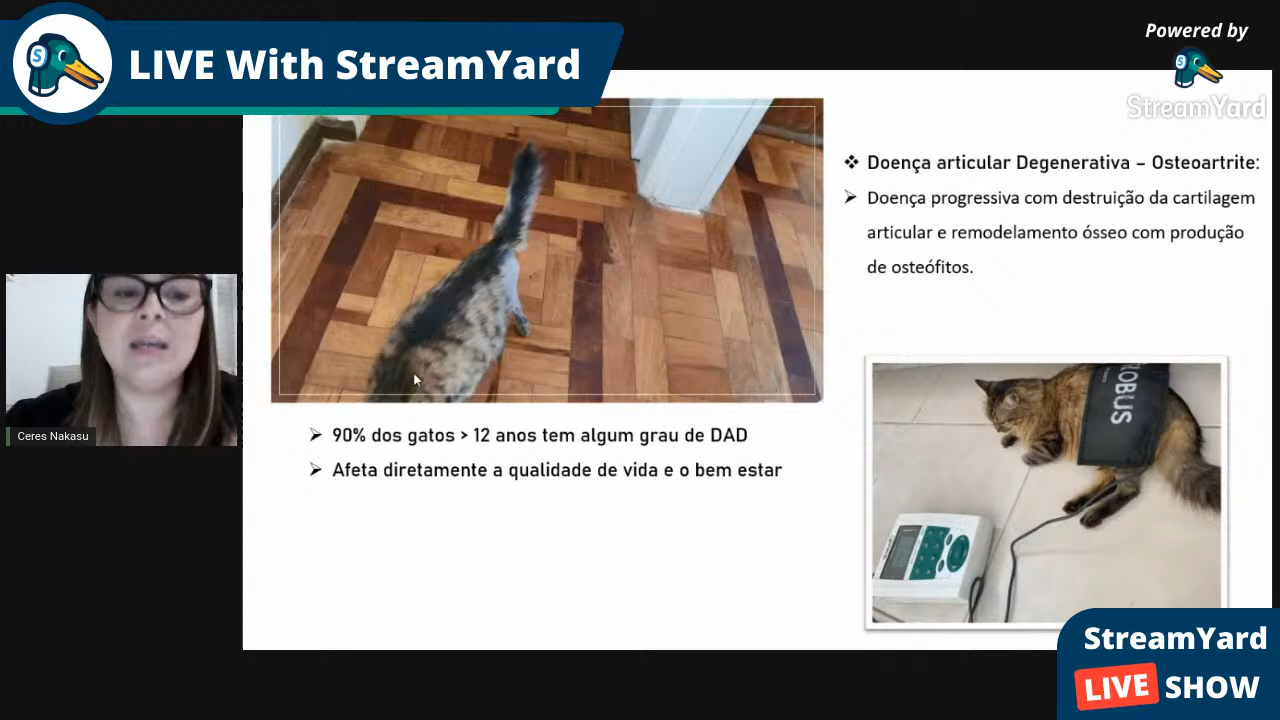 LIVE With StreamYard
Powered by
StreamYard
❖ Doença articular Degenerativa – Osteoartrite:
➢ Doença progressiva com destruição da cartilagem
articular e remodelamento ósseo com produção
de osteófitos.
Ceres Nakasu
➢ 90% dos gatos > 12 anos tem algum grau de DAD
➢ Afeta diretamente a qualidade de vida e o bem estar
OBUS
StreamYard
LIVE SHOW